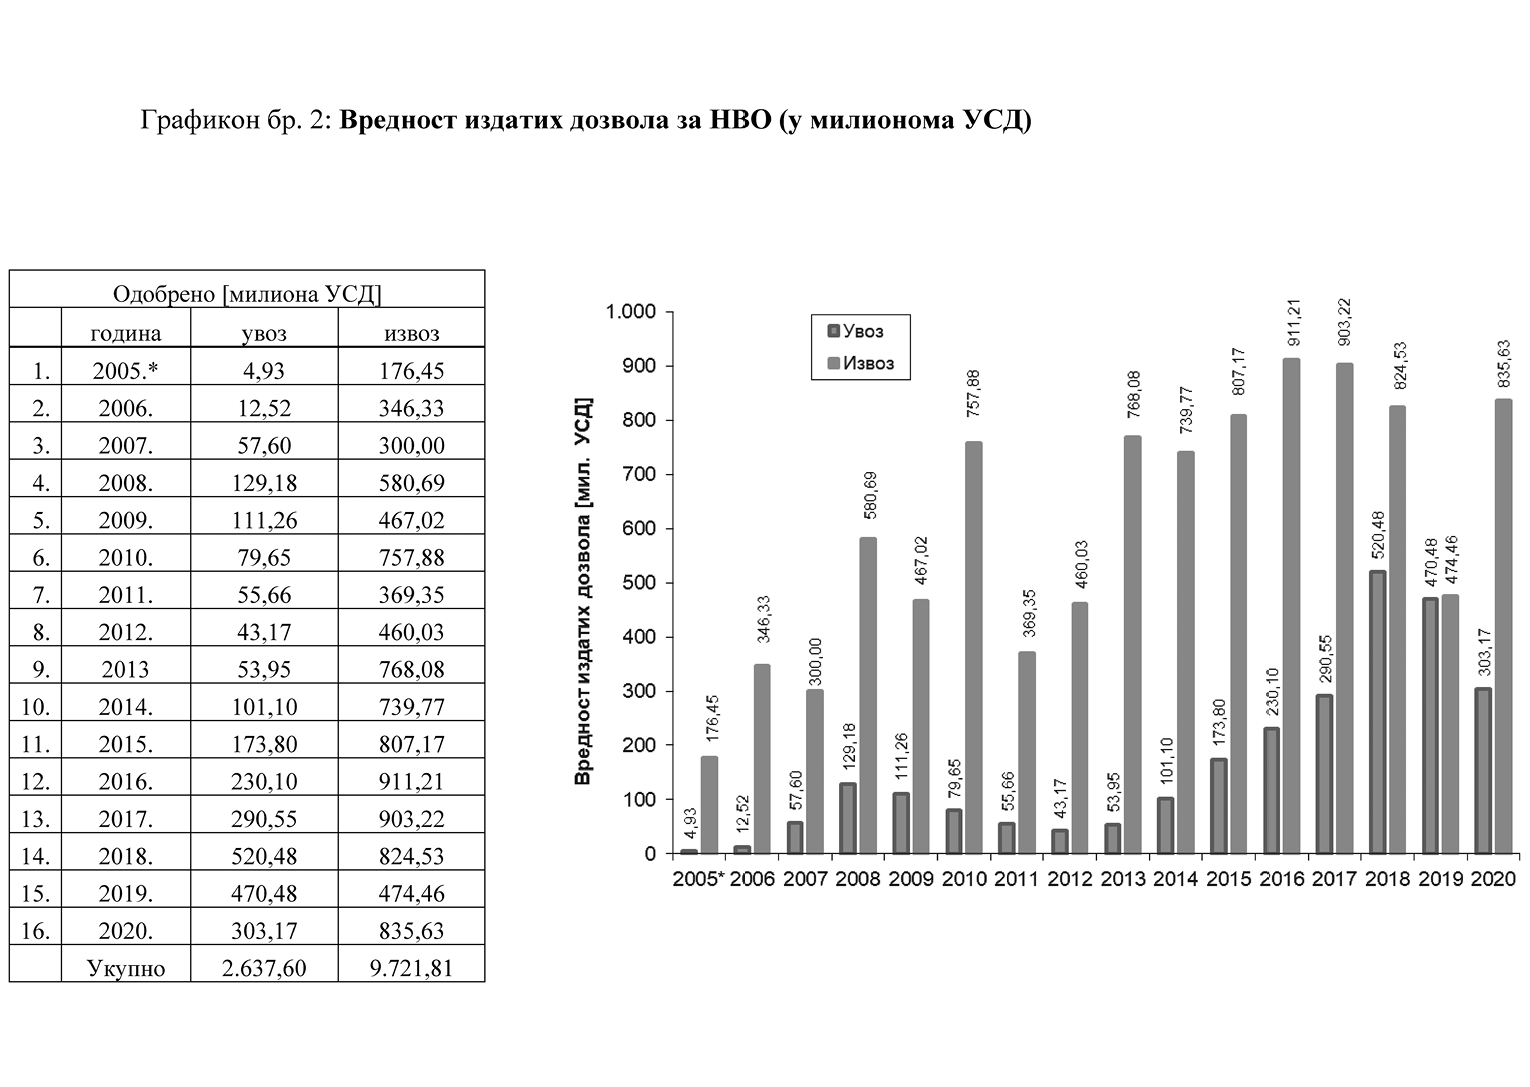 Графикон бр. 2: Вредност издатих дозвола за НВО (у милионома УСД)
Одобрено [милиона УСД]
година увоз извоз
1. 2005.* 4,93 176,45
2. 2006. 12,52 346,33
3. 2007. 57,60 300,00
4. 2008. 129,18 580,69
5. 2009. 111,26 467,02
6. 2010. 79,65 757,88
7. 2011. 55,66 369,35
8. 2012. 43,17 460,03
9. 2013 53,95 768,08
10. 2014. 101,10 739,77
11. 2015. 173,80 807,17
12. 2016. 230,10 911,21
13. 2017. 290,55 903,22
14. 2018. 520,48 824,53
15. 2019. 470,48 474,46
16. 2020. 303,17 835,63
Укупно 2.637,60 9.721,81
Вредност издатих дозвола [мил. УСД]
1.000
900
800
700
600
500
400
300
200
100
0
Увоз
Извоз
4,93 176,45 12,52 346,33 57,60 300,00 129,18 580,69 111,26 467,02 79,65 757,88 55,66 369,35 43,17 460,03 53,95 768,08 101,10 739,77 173,80 807,17 230,10 911,21 290,55 903,22 520,48 824,53 470,48 474,46 303,17 835,63
2005* 2006 2007 2008 2009 2010 2011 2012 2013 2014 2015 2016 2017 2018 2019 2020